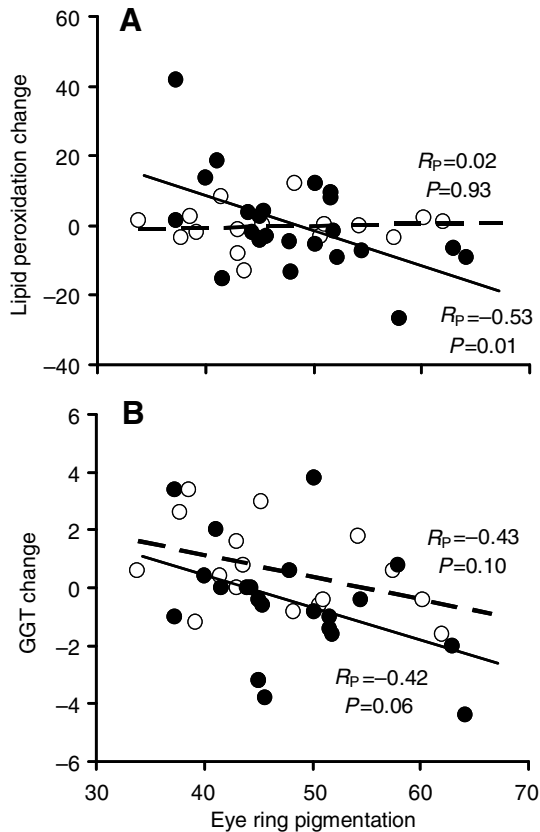 A
60
40
20
0
–20
–40
Lipid peroxidation change
RP=0.02
P=0.93
RP=–0.53
P=0.01
B
6
4
2
0
–2
–4
–6
GGT change
RP=–0.43
P=0.10
RP=–0.42
P=0.06
30 40 50 60 70
Eye ring pigmentation